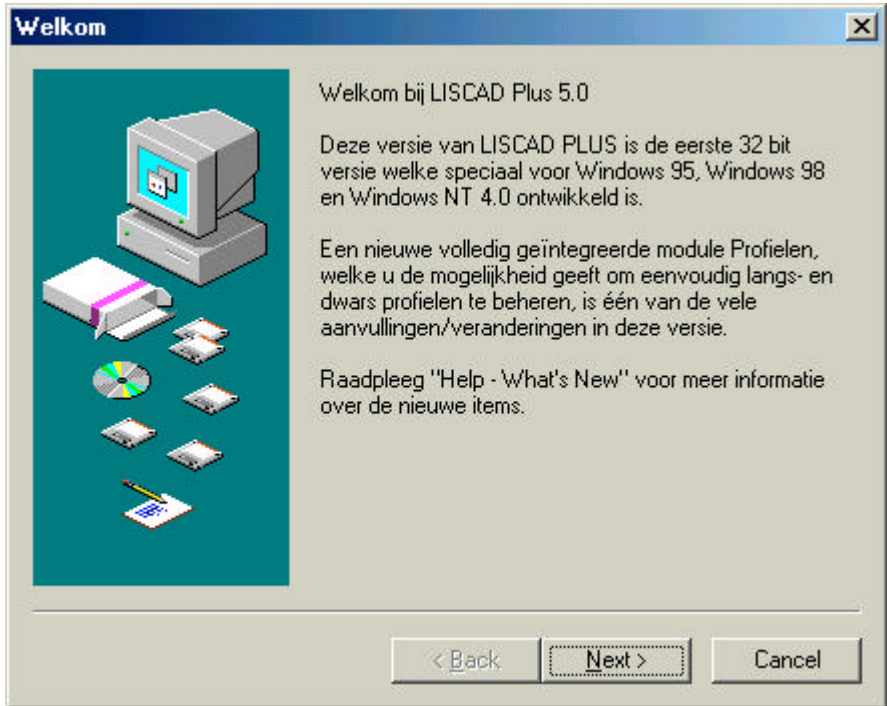 Welkom
Welkom bij LISCAD Plus 5.0
Deze versie van LISCAD PLUS is de eerste 32 bit
versie welke speciaal voor Windows 95, Windows 98
en Windows NT 4.0 ontwikkeld is.
Een nieuwe volledig geïntegreerde module Profielen,
welke u de mogelijkheid geeft om eenvoudig langs- en
dwars profielen te beheren, is één van de vele
aanvullingen/veranderingen in deze versie.
Raadpleeg "Help - What's New" voor meer informatie
over de nieuwe items.
< Back
Next >
Cancel